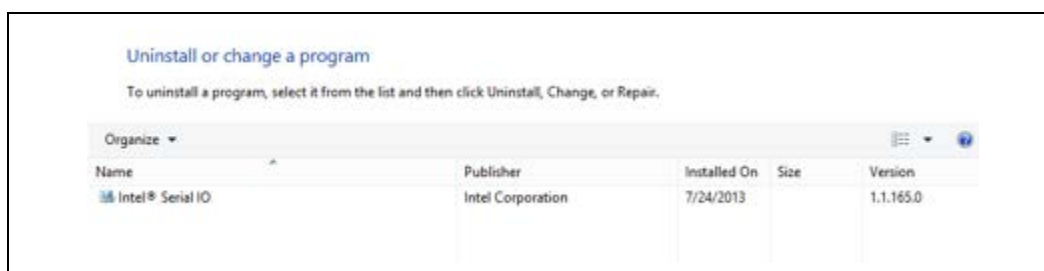 Uninstall or change a program
To uninstall a program, select it from the list and then click Uninstall, Change, or Repair.
Organize
Name Publisher Installed On Size Version
Intel® Serial IO Intel Corporation 7/24/2013 1.1.165.0